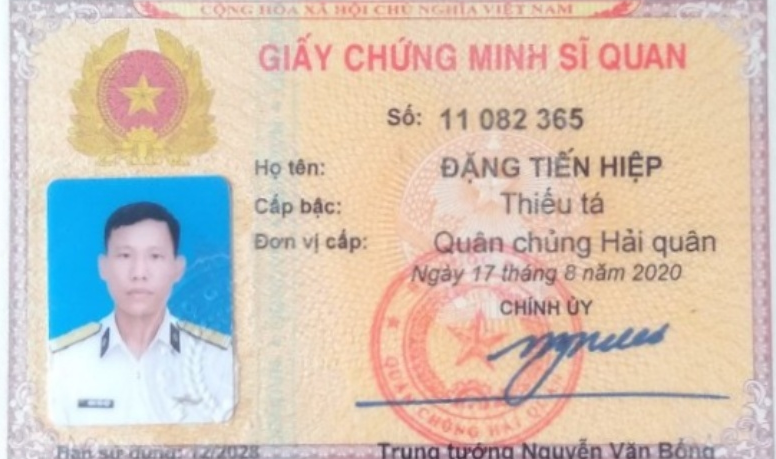 CỘNG HÒA XÃ HỘI CHỦ NGHĨA VIỆT NAM
GIẤY CHỨNG MINH SĨ QUAN
Số: 11 082 365
Họ tên: ĐẶNG TIẾN HIỆP
Cấp bậc: Thiếu tá
Đơn vị cấp: Quân chủng Hải quân
Ngày 17 tháng 8 năm 2020
CHÍNH ỦY
QUÂN CHỦNG HẢI QUÂN
Hạn sử dụng: 12/2028
Trung tướng Nguyễn Văn Bổng